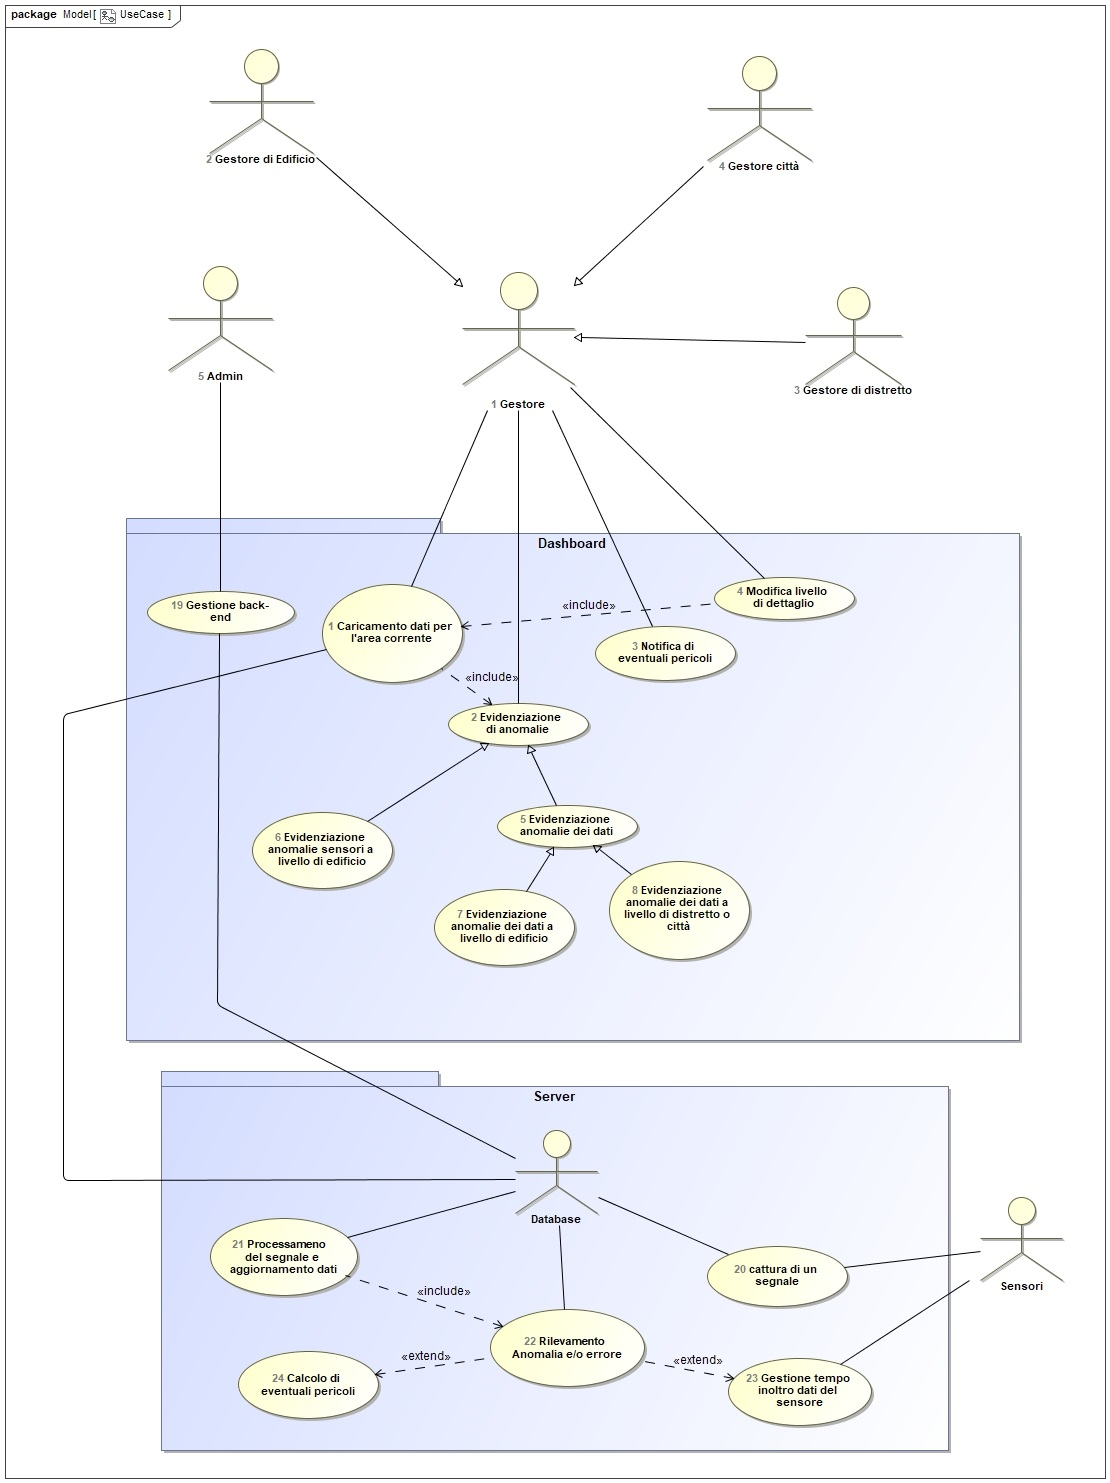 package Model[ UseCase ]
2 Gestore di Edificio
4 Gestore città
5 Admin
1 Gestore
3 Gestore di distretto
Dashboard
19 Gestione back-
end
1 Caricamento dati per
l'area corrente
«include»
4 Modifica livello
di dettaglio
3 Notifica di
eventuali pericoli
«include»
2 Evidenziazione
di anomalie
6 Evidenziazione
anomalie sensori a
livello di edificio
5 Evidenziazione
anomalie dei dati
7 Evidenziazione
anomalie dei dati a
livello di edificio
8 Evidenziazione
anomalie dei dati a
livello di distretto o
città
Server
Database
Sensori
21 Processameno
del segnale e
aggiornamento dati
20 cattura di un
segnale
«include»
22 Rilevamento
Anomalia e/o errore
«extend»
«extend»
24 Calcolo di
eventuali pericoli
23 Gestione tempo
inoltro dati del
sensore